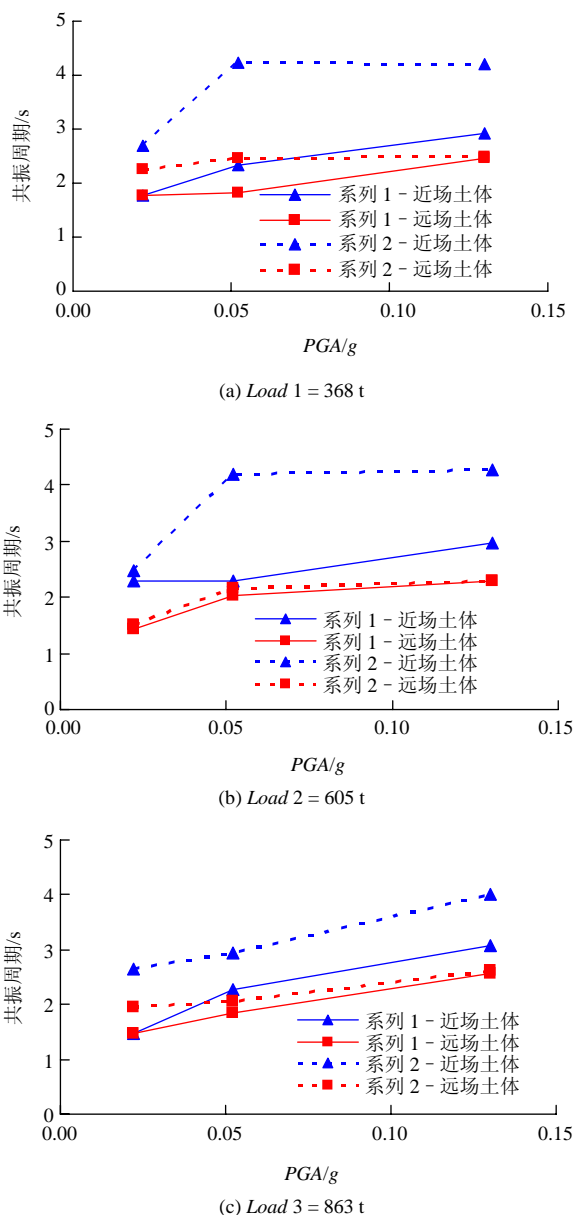 5
4
3
2
1
0
共振周期/s
系列 1﹣近场土体
系列 1﹣远场土体
系列 2﹣近场土体
系列 2﹣远场土体
0.00 0.05 0.10 0.15
PGA/g
(a) Load 1 = 368 t
5
4
3
2
1
0
共振周期/s
系列 1﹣近场土体
系列 1﹣远场土体
系列 2﹣近场土体
系列 2﹣远场土体
0.00 0.05 0.10 0.15
PGA/g
(b) Load 2 = 605 t
5
4
3
2
1
0
共振周期/s
系列 1﹣近场土体
系列 1﹣远场土体
系列 2﹣近场土体
系列 2﹣远场土体
0.00 0.05 0.10 0.15
PGA/g
(c) Load 3 = 863 t